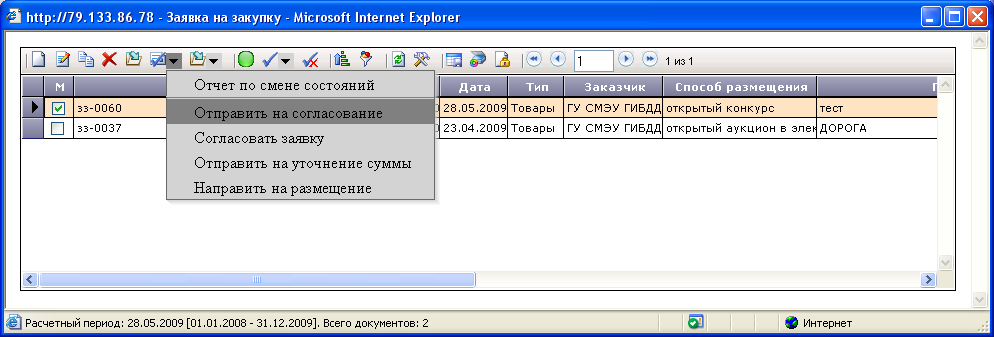 http://79.133.86.78 - Заявка на закупку - Microsoft Internet Explorer
1 1 из 1
Отчет по смене состояний
Отправить на согласование
Согласовать заявку
Отправить на уточнение суммы
Направить на размещение
М Дата Тип Заказчик Способ размещения П
зз-0060 0 28.05.2009 Товары ГУ СМЭУ ГИБДД открытый конкурс тест
зз-0037 0 23.04.2009 Товары ГУ СМЭУ ГИБДД открытый аукцион в элек ДОРОГА
Расчетный период: 28.05.2009 [01.01.2008 - 31.12.2009]. Всего документов: 2 Интернет